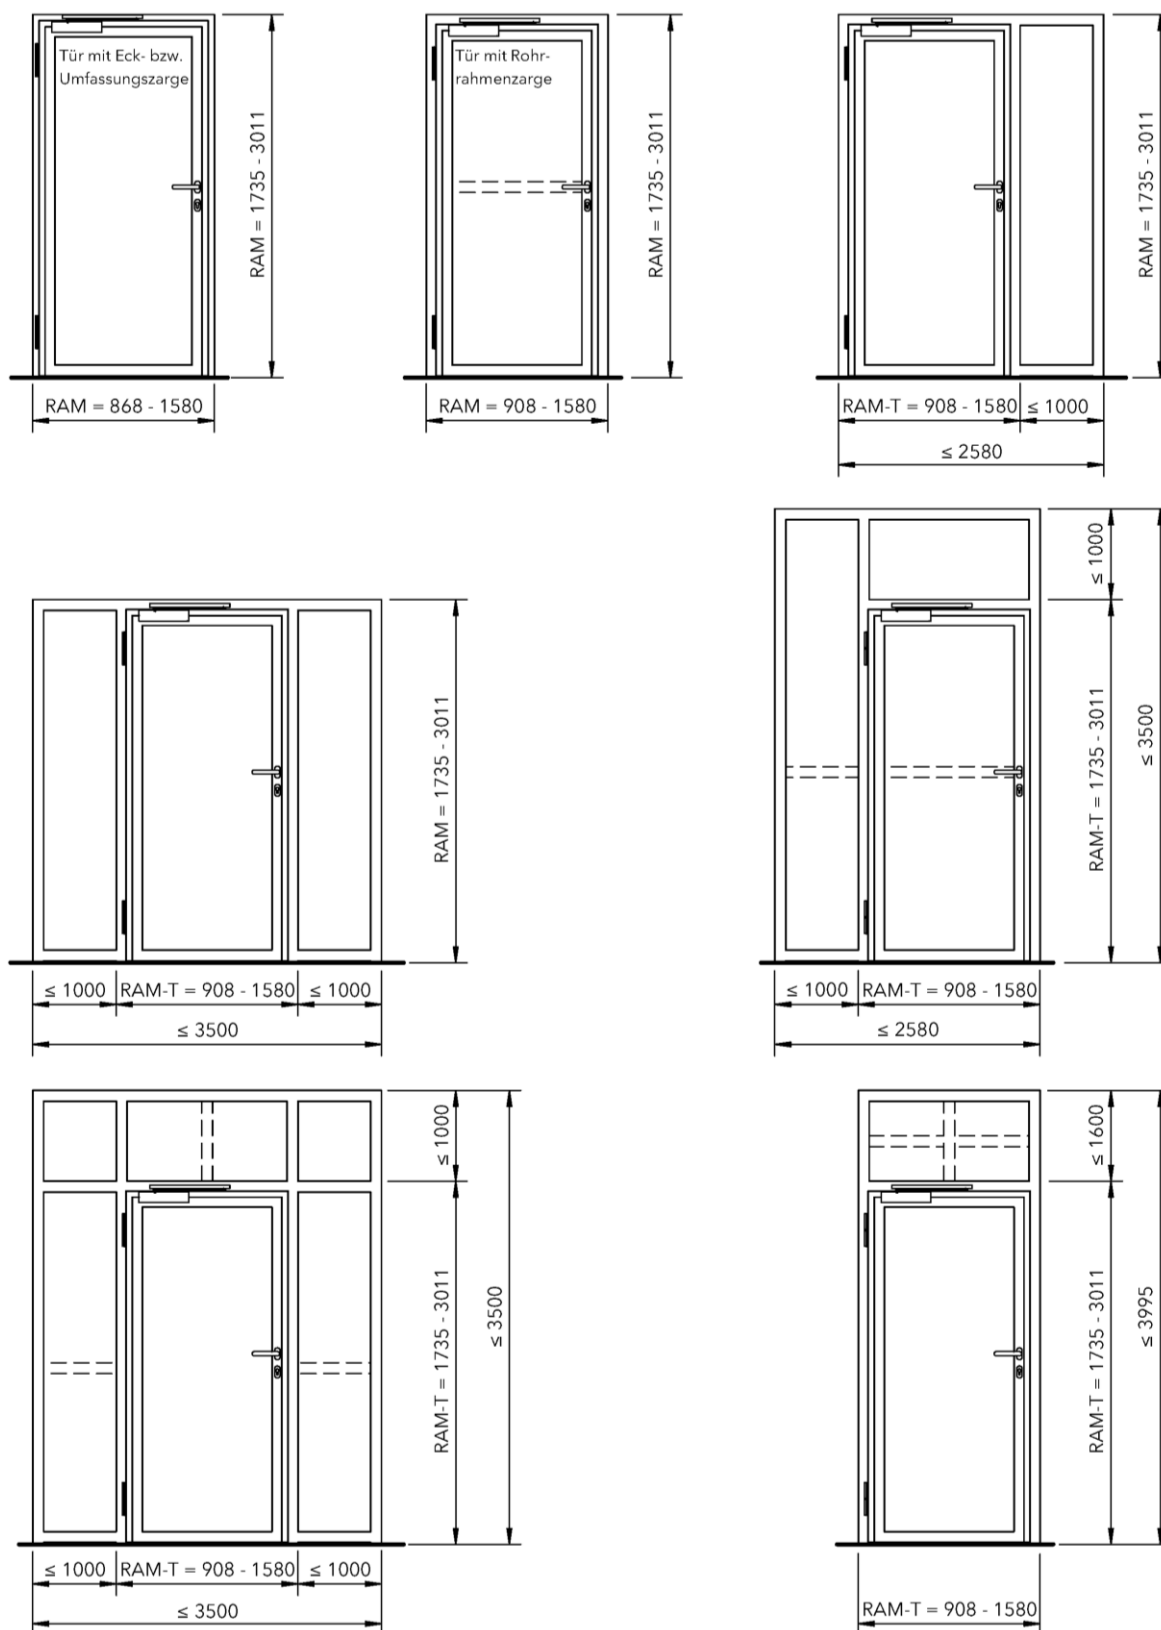 Tür mit Eck- bzw.
Umfassungszarge
RAM = 1735 - 3011
RAM = 868 - 1580
Tür mit Rohr-
rahmenzarge
RAM = 1735 - 3011
RAM = 908 - 1580
RAM = 1735 - 3011
RAM-T = 908 - 1580
≤ 1000
≤ 2580
RAM = 1735 - 3011
≤ 1000
RAM-T = 908 - 1580
≤ 1000
≤ 3500
≤ 1000
RAM-T = 1735 - 3011
≤ 3500
≤ 1000
RAM-T = 908 - 1580
≤ 2580
≤ 1000
RAM-T = 1735 - 3011
≤ 3500
≤ 1000
RAM-T = 908 - 1580
≤ 1000
≤ 3500
≤ 1600
RAM-T = 1735 - 3011
≤ 3995
RAM-T = 908 - 1580